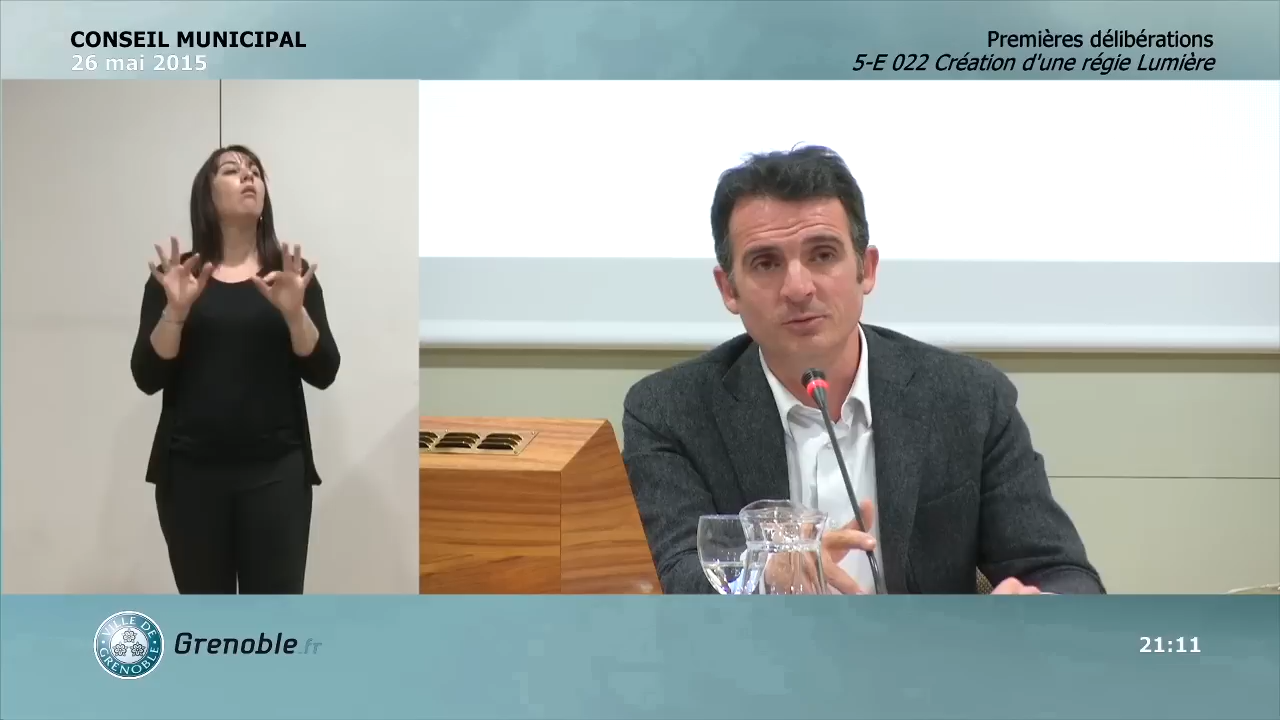 CONSEIL MUNICIPAL
26 mai 2015
Premières délibérations
5-E 022 Création d'une régie Lumière
VILLE DE
GRENOBLE
Grenoble.fr
21:11